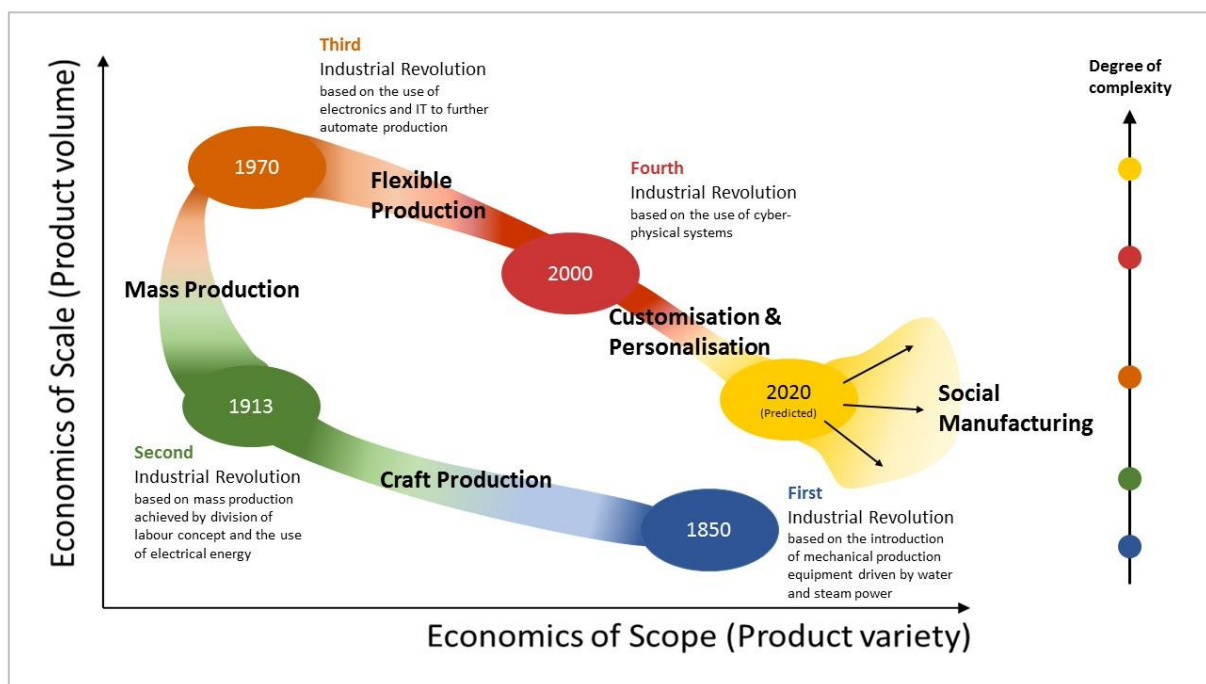 Economics of Scale (Product volume)
Third
Industrial Revolution
based on the use of
electronics and IT to further
automate production
Degree of
complexity
1970
Flexible
Production
Fourth
Industrial Revolution
based on the use of cyber-
physical systems
2000
Mass Production
Customisation &
Personalisation
2020
(Predicted)
Social
Manufacturing
1913
Second
Industrial Revolution
based on mass production
achieved by division of
labour concept and the use
of electrical energy
Craft Production
1850
First
Industrial Revolution
based on the introduction
of mechanical production
equipment driven by water
and steam power
Economics of Scope (Product variety)